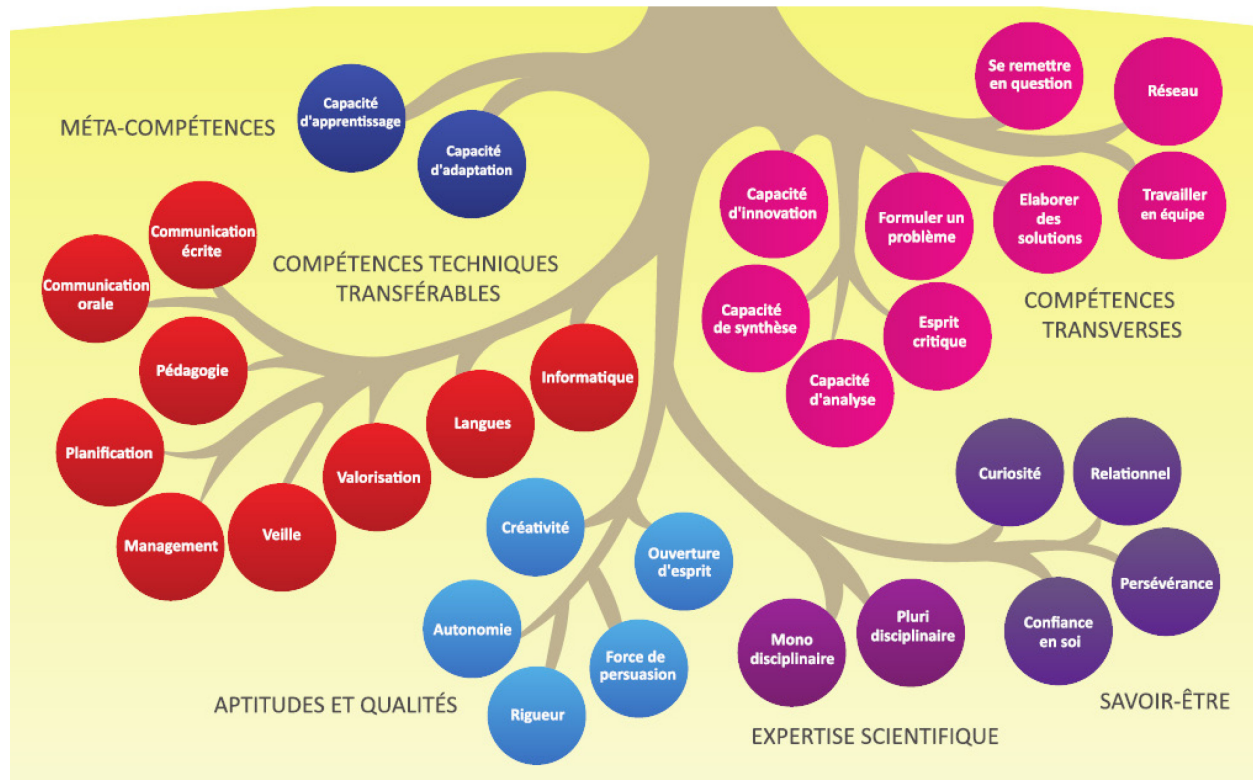 MÉTA-COMPÉTENCES
Capacité
d'apprentissage
Capacité
d'adaptation
COMPÉTENCES TECHNIQUES
TRANSFÉRABLES
Communication
écrite
Communication
orale
Pédagogie
Planification
Management
Veille
Valorisation
Langues
Informatique
APTITUDES ET QUALITÉS
Créativité
Ouverture
d'esprit
Autonomie
Force de
persuasion
Rigueur
EXPERTISE SCIENTIFIQUE
Mono
disciplinaire
Pluri
disciplinaire
SAVOIR-ÊTRE
Curiosité
Relationnel
Persévérance
Confiance
en soi
COMPÉTENCES
TRANSVERSES
Se remettre
en question
Réseau
Travailler
en équipe
Elaborer
des
solutions
Formuler un
problème
Capacité
d'innovation
Capacité
de synthèse
Capacité
d'analyse
Esprit
critique